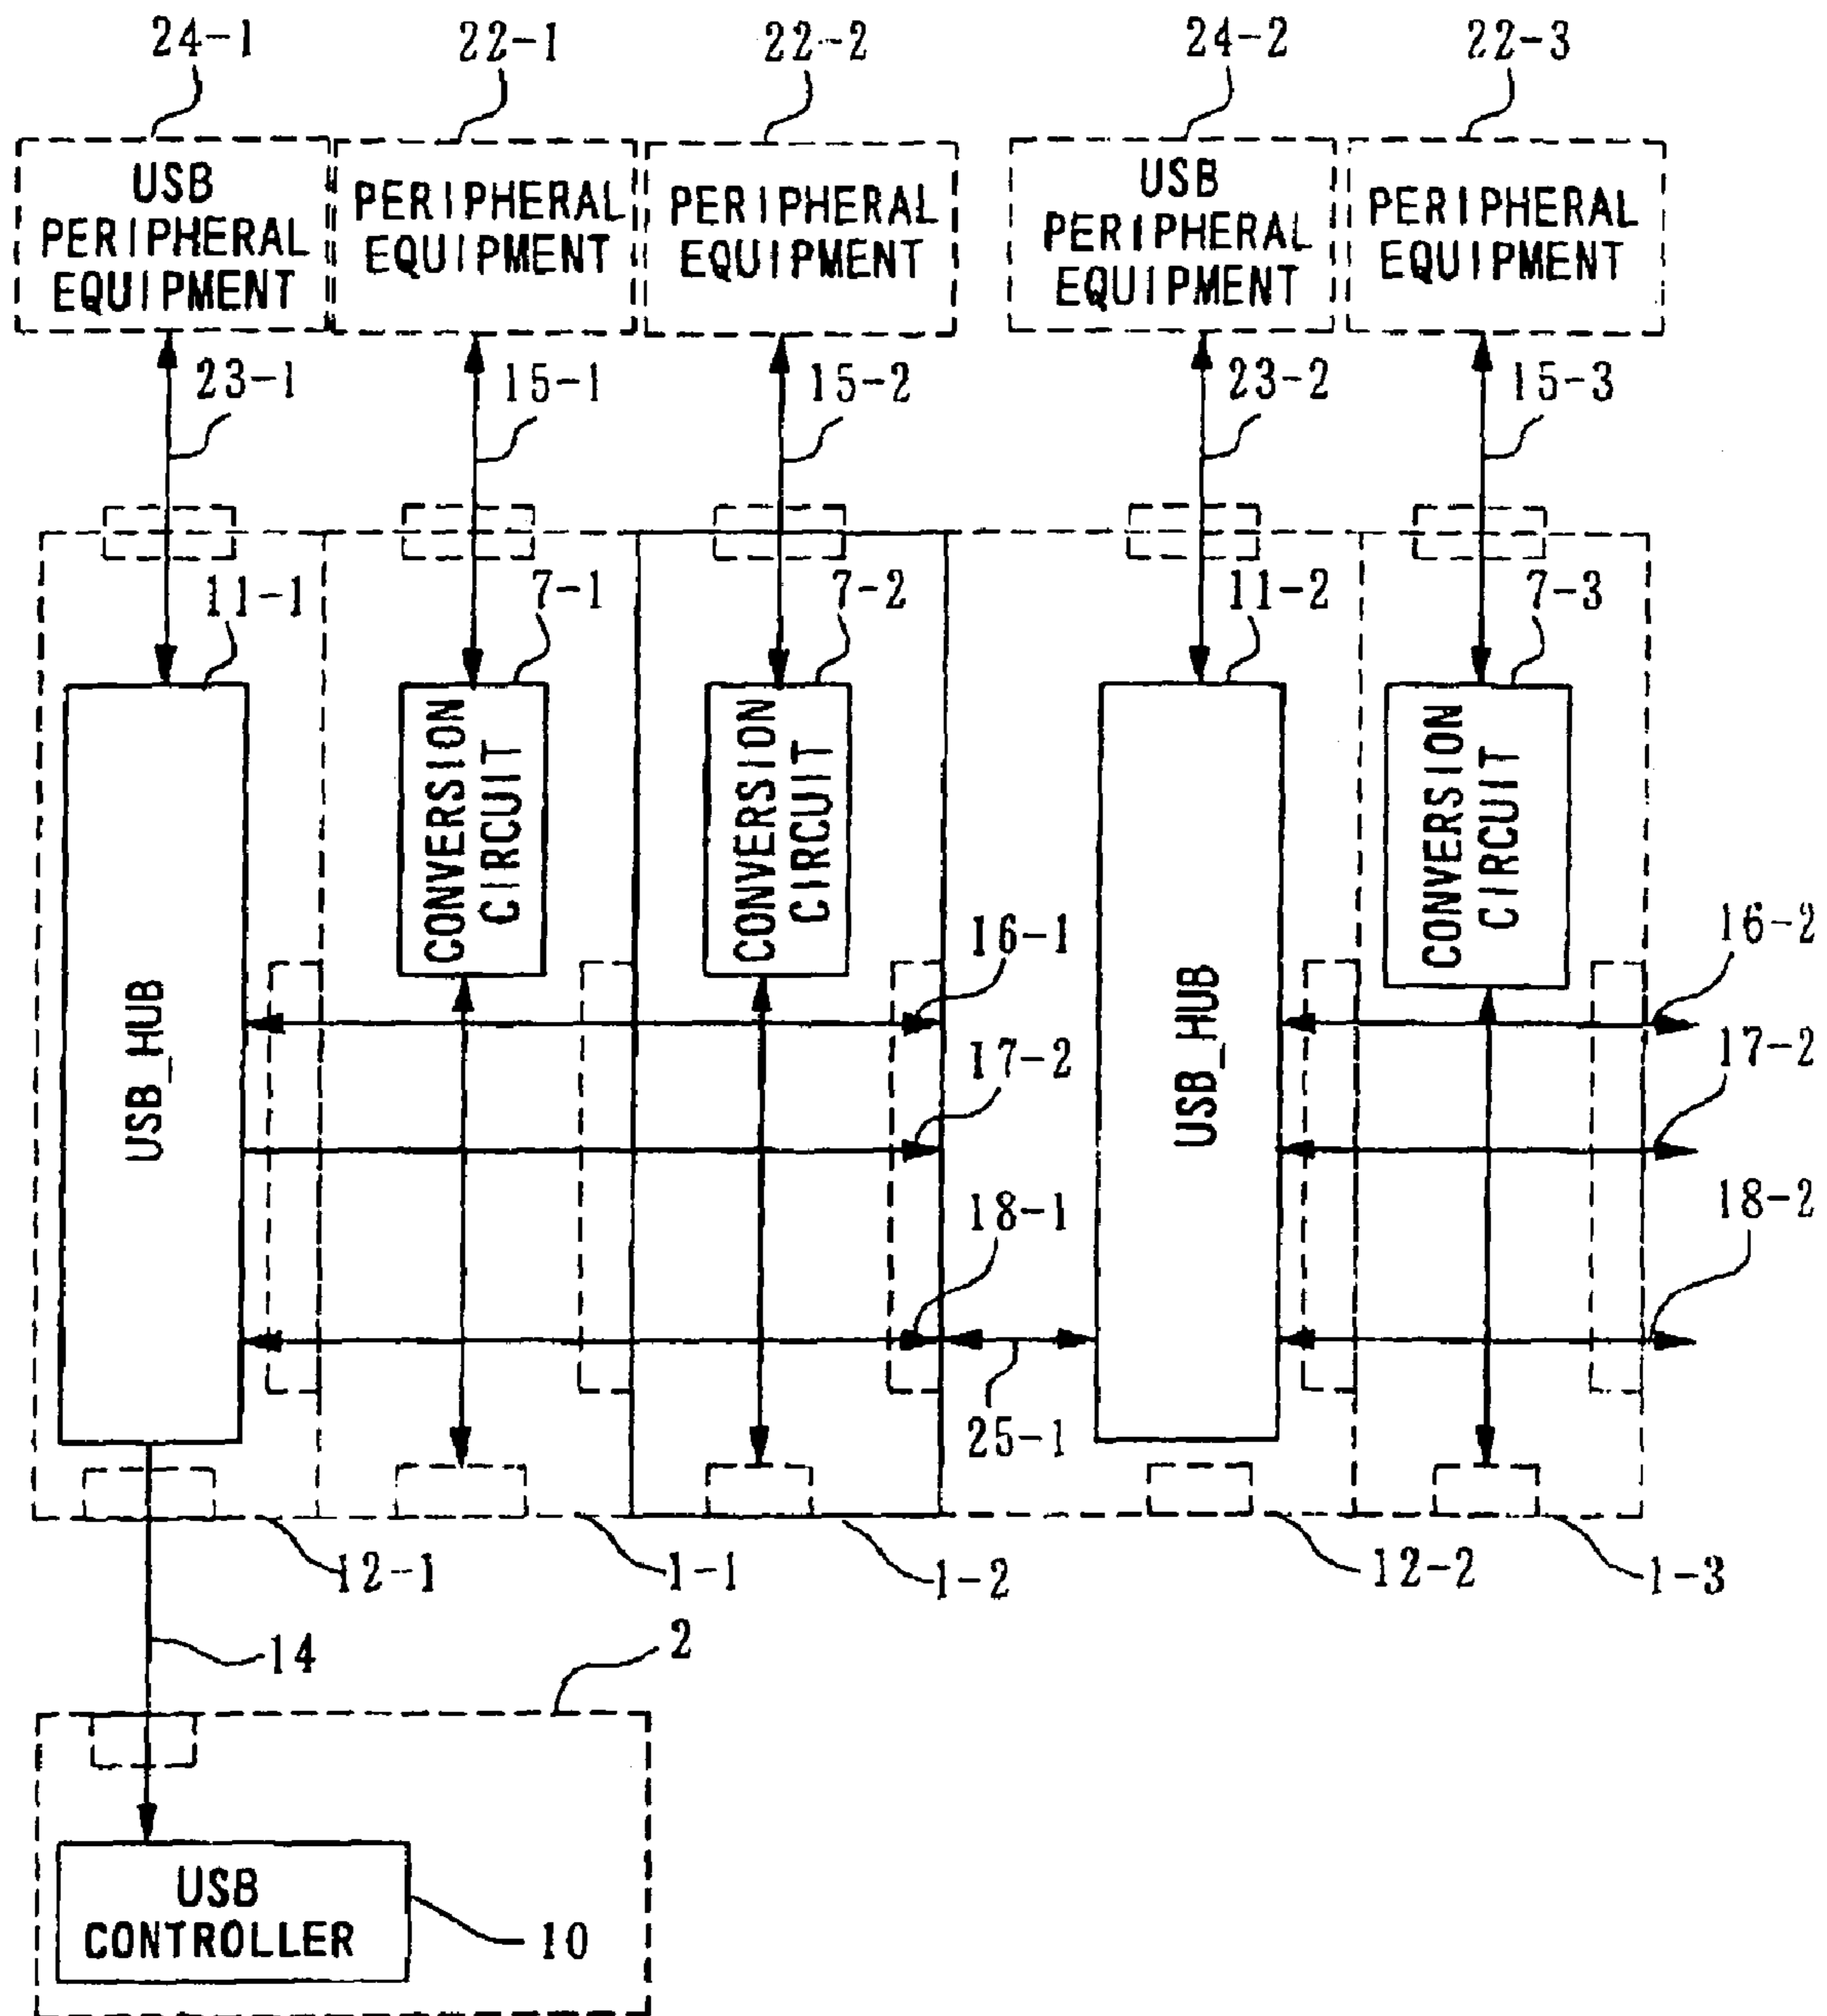 24-1 22-1 22-2 24-2 22-3
USB
PERIPHERAL
EQUIPMENT
PERIPHERAL
EQUIPMENT
PERIPHERAL
EQUIPMENT
USB
PERIPHERAL
EQUIPMENT
PERIPHERAL
EQUIPMENT
23-1 15-1 15-2 23-2 15-3
11-1 7-1 7-2 11-2 7-3
USB_HUB
CONVERSION
CIRCUIT
CONVERSION
CIRCUIT
USB_HUB
CONVERSION
CIRCUIT
16-1 16-2
17-2 17-2
18-1 18-2
25-1
12-1 1-1 1-2 12-2 1-3
14 2
USB
CONTROLLER
10